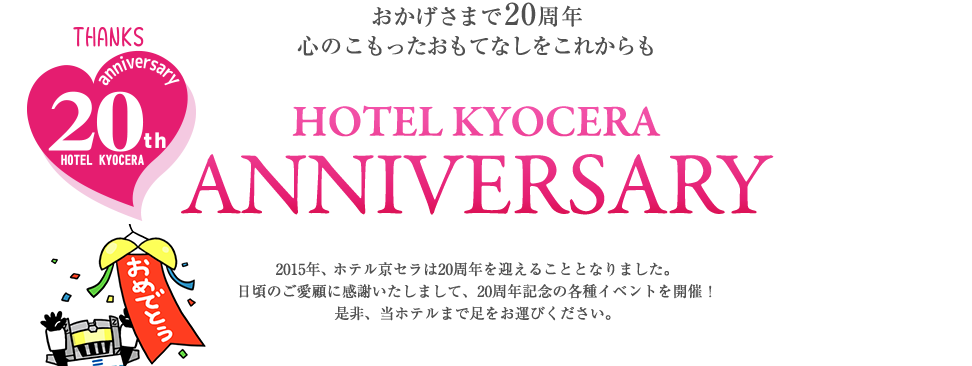 おかげさまで20周年
心のこもったおもてなしをこれからも
THANKS
anniversary
20th
HOTEL KYOCERA
HOTEL KYOCERA
ANNIVERSARY
おめでとう
2015年、ホテル京セラは20周年を迎えることとなりました。
日頃のご愛顧に感謝いたしまして、20周年記念の各種イベントを開催！
是非、当ホテルまで足をお運びください。